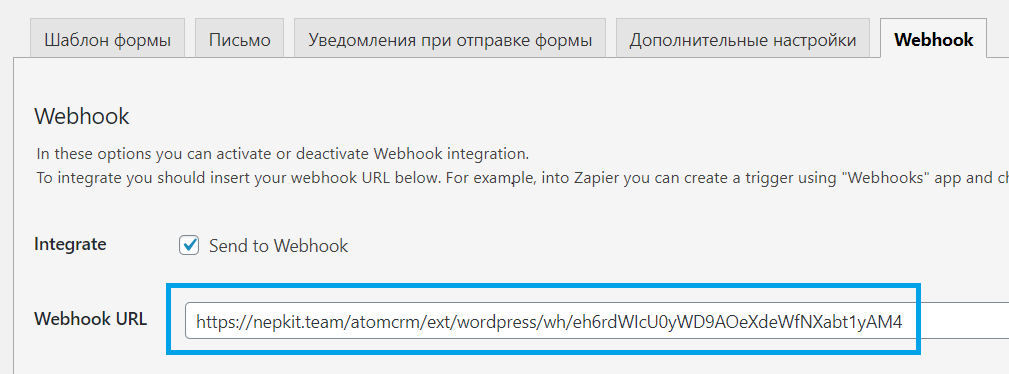 Шаблон формы Письмо Уведомления при отправке формы Дополнительные настройки Webhook
Webhook
In these options you can activate or deactivate Webhook integration.
To integrate you should insert your webhook URL below. For example, into Zapier you can create a trigger using "Webhooks" app and ch
Integrate Send to Webhook
Webhook URL https://nepkit.team/atomcrm/ext/wordpress/wh/eh6rdWIcU0yWD9AOeXdeWfNXabt1yAM4